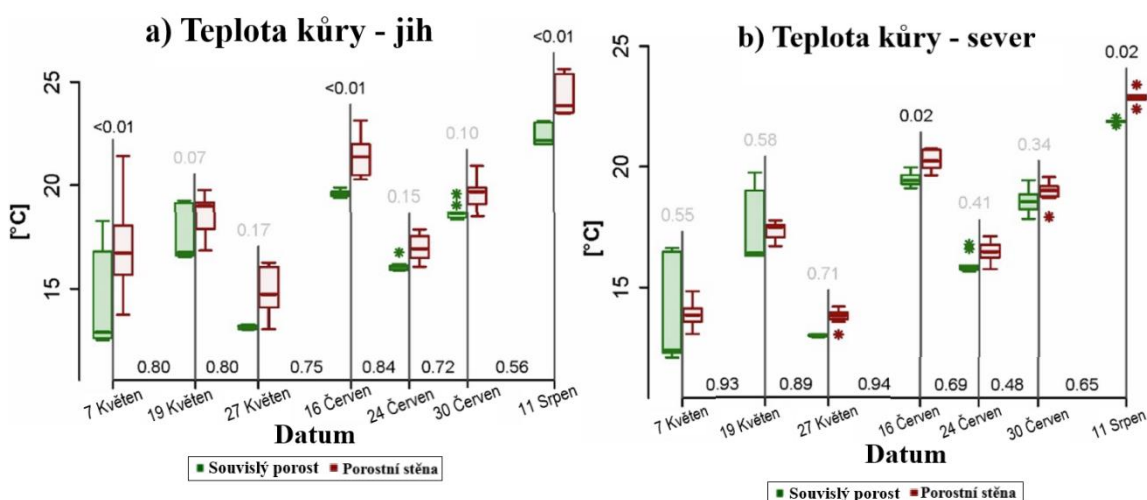 a) Teplota kůry - jih
[°C]
25
20
15
<0.01
0.07
0.17
<0.01
0.15
0.10
<0.01
0.80
0.80
0.75
0.84
0.72
0.56
7 Květen
19 Květen
27 Květen
16 Červen
24 Červen
30 Červen
11 Srpen
Datum
Souvislý porost
Porostní stěna
b) Teplota kůry - sever
[°C]
25
20
15
0.55
0.58
0.71
0.02
0.41
0.34
0.02
0.93
0.89
0.94
0.69
0.48
0.65
7 Květen
19 Květen
27 Květen
16 Červen
24 Červen
30 Červen
11 Srpen
Datum
Souvislý porost
Porostní stěna